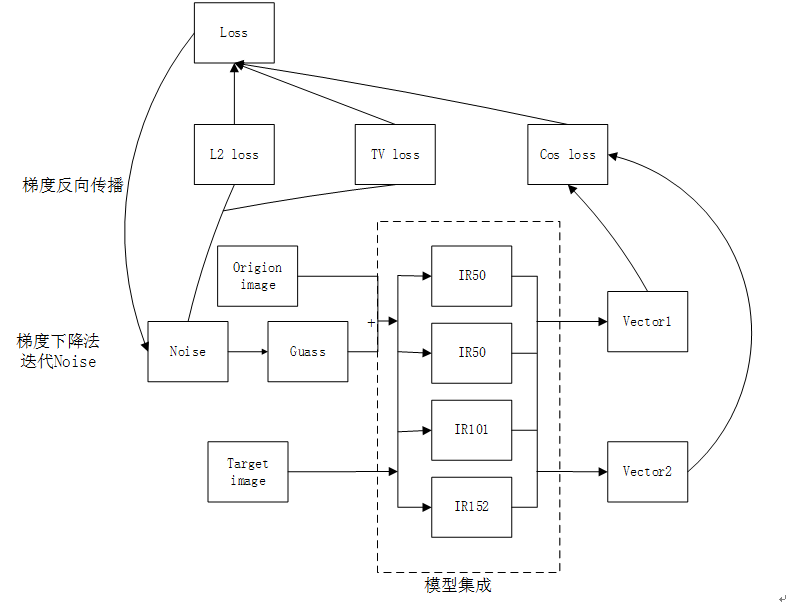 Loss
L2 loss
TV loss
Cos loss
梯度反向传播
Origion
image
IR50
+
Vector1
梯度下降法
迭代Noise
Noise
Guass
IR50
IR101
Target
image
Vector2
IR152
模型集成